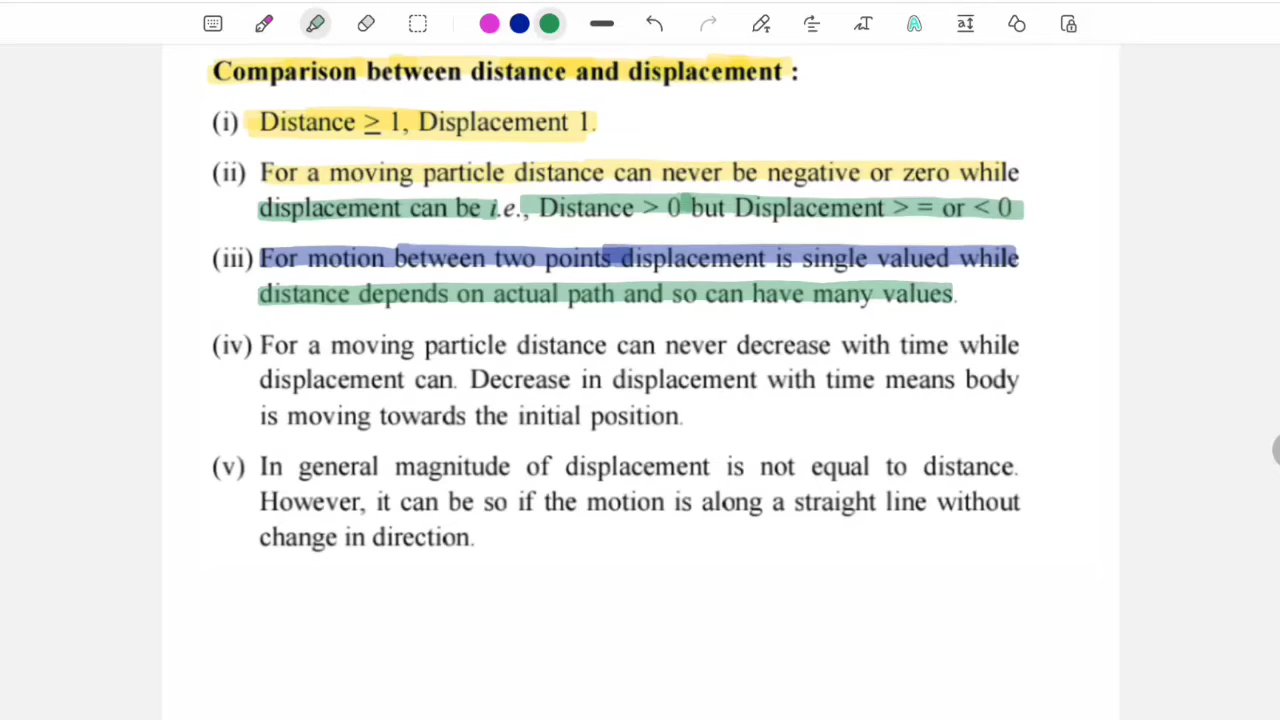 Comparison between distance and displacement :
(i) Distance ≥ 1, Displacement 1.
(ii) For a moving particle distance can never be negative or zero while
displacement can be i.e., Distance > 0 but Displacement > = or < 0
(iii) For motion between two points displacement is single valued while
distance depends on actual path and so can have many values.
(iv) For a moving particle distance can never decrease with time while
displacement can. Decrease in displacement with time means body
is moving towards the initial position.
(v) In general magnitude of displacement is not equal to distance.
However, it can be so if the motion is along a straight line without
change in direction.